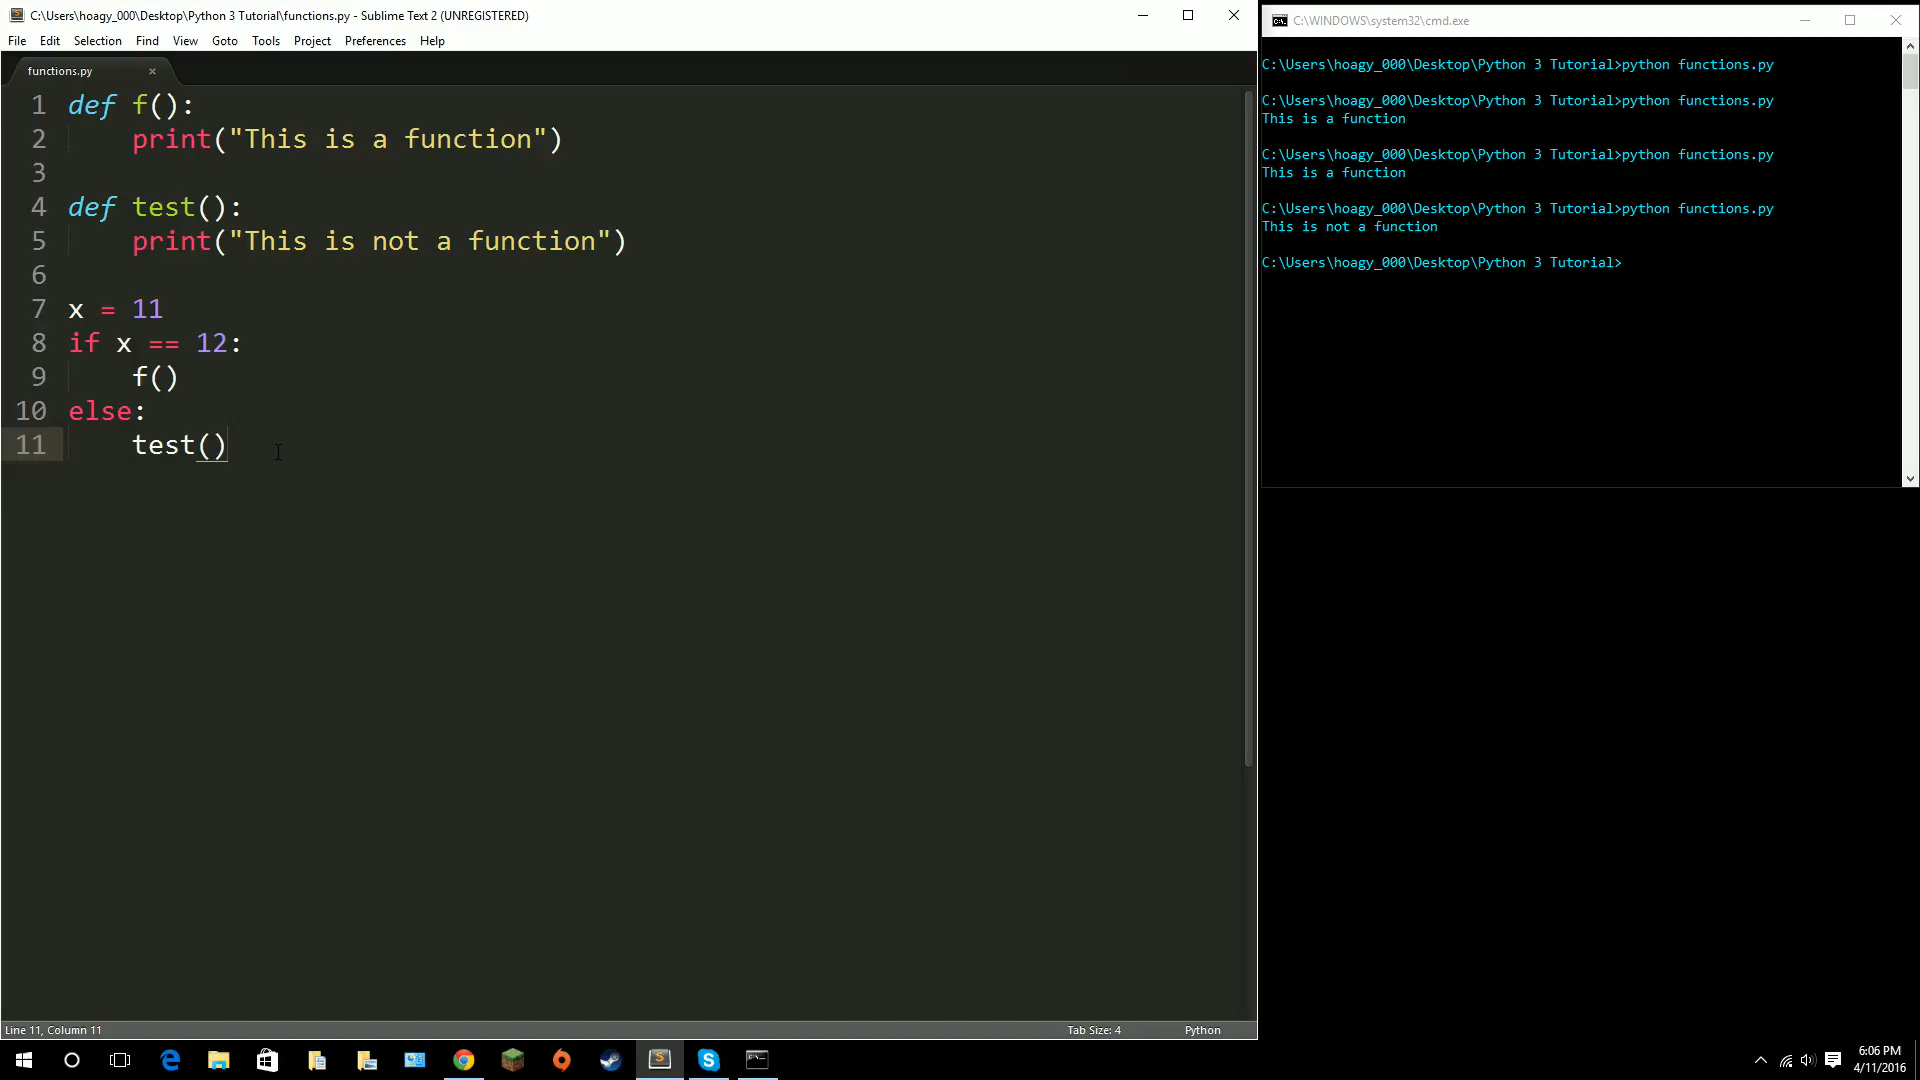 C:\Users\hoagy_000\Desktop\Python 3 Tutorial\functions.py - Sublime Text 2 (UNREGISTERED)
File Edit Selection Find View Goto Tools Project Preferences Help
functions.py ×
1 def f():
2     print("This is a function")
3
4 def test():
5     print("This is not a function")
6
7 x = 11
8 if x == 12:
9     f()
10 else:
11     test()
Line 11, Column 11
Tab Size: 4
Python
C:\WINDOWS\system32\cmd.exe
C:\Users\hoagy_000\Desktop\Python 3 Tutorial>python functions.py
C:\Users\hoagy_000\Desktop\Python 3 Tutorial>python functions.py
This is a function
C:\Users\hoagy_000\Desktop\Python 3 Tutorial>python functions.py
This is a function
C:\Users\hoagy_000\Desktop\Python 3 Tutorial>python functions.py
This is not a function
C:\Users\hoagy_000\Desktop\Python 3 Tutorial>
6:06 PM
4/11/2016